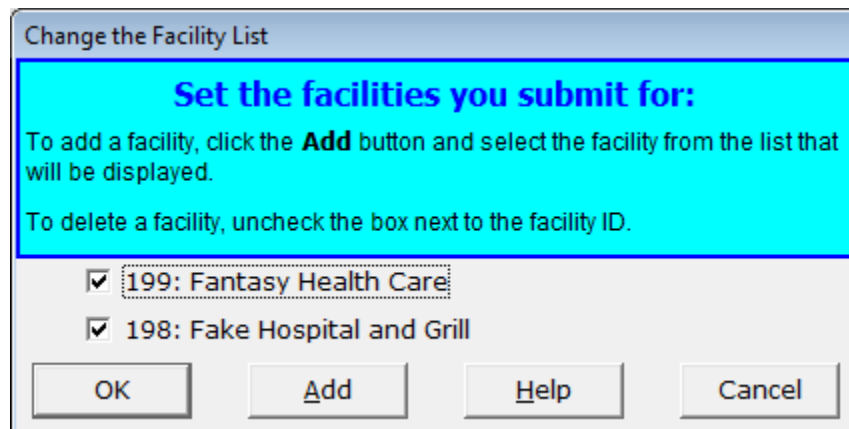 Change the Facility List
Set the facilities you submit for:
To add a facility, click the Add button and select the facility from the list that
will be displayed.
To delete a facility, uncheck the box next to the facility ID.
199: Fantasy Health Care
198: Fake Hospital and Grill
OK Add Help Cancel